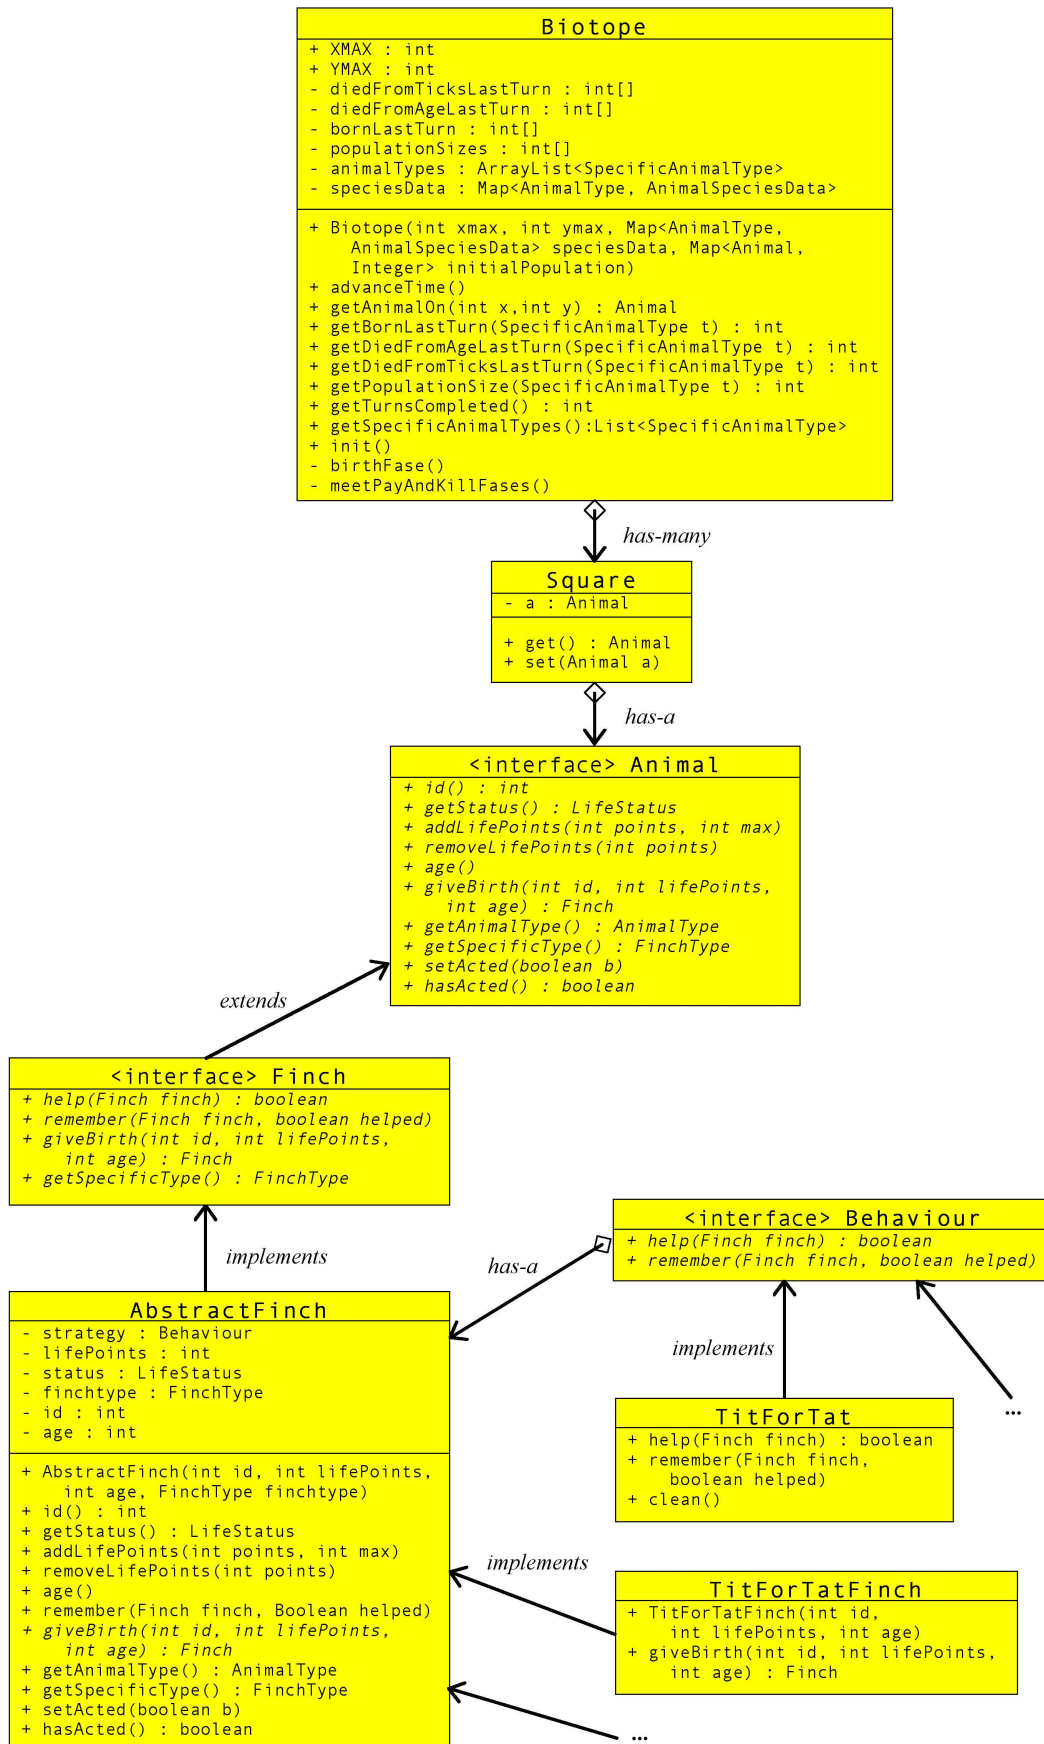 Biotope
+ XMAX : int
+ YMAX : int
- diedFromTicksLastTurn : int[]
- diedFromAgeLastTurn : int[]
- bornLastTurn : int[]
- populationSizes : int[]
- animalTypes : ArrayList<SpecificAnimalType>
- speciesData : Map<AnimalType, AnimalSpeciesData>
+ Biotope(int xmax, int ymax, Map<AnimalType,
AnimalSpeciesData> speciesData, Map<Animal,
Integer> initialPopulation)
+ advanceTime()
+ getAnimalOn(int x,int y) : Animal
+ getBornLastTurn(SpecificAnimalType t) : int
+ getDiedFromAgeLastTurn(SpecificAnimalType t) : int
+ getDiedFromTicksLastTurn(SpecificAnimalType t) : int
+ getPopulationSize(SpecificAnimalType t) : int
+ getTurnsCompleted() : int
+ getSpecificAnimalTypes():List<SpecificAnimalType>
+ init()
- birthFase()
- meetPayAndKillFases()
has-many
Square
- a : Animal
+ get() : Animal
+ set(Animal a)
has-a
<interface> Animal
+ id() : int
+ getStatus() : LifeStatus
+ addLifePoints(int points, int max)
+ removeLifePoints(int points)
+ age()
+ giveBirth(int id, int lifePoints,
int age) : Finch
+ getAnimalType() : AnimalType
+ getSpecificType() : FinchType
+ setActed(boolean b)
+ hasActed() : boolean
extends
<interface> Finch
+ help(Finch finch) : boolean
+ remember(Finch finch, boolean helped)
+ giveBirth(int id, int lifePoints,
int age) : Finch
+ getSpecificType() : FinchType
implements
has-a
<interface> Behaviour
+ help(Finch finch) : boolean
+ remember(Finch finch, boolean helped)
AbstractFinch
- strategy : Behaviour
- lifePoints : int
- status : LifeStatus
- finchtype : FinchType
- id : int
- age : int
+ AbstractFinch(int id, int lifePoints,
int age, FinchType finchtype)
+ id() : int
+ getStatus() : LifeStatus
+ addLifePoints(int points, int max)
+ removeLifePoints(int points)
+ age()
+ remember(Finch finch, Boolean helped)
+ giveBirth(int id, int lifePoints,
int age) : Finch
+ getAnimalType() : AnimalType
+ getSpecificType() : FinchType
+ setActed(boolean b)
+ hasActed() : boolean
implements
...
TitForTat
+ help(Finch finch) : boolean
+ remember(Finch finch,
boolean helped)
+ clean()
implements
TitForTatFinch
+ TitForTatFinch(int id,
int lifePoints, int age)
+ giveBirth(int id, int lifePoints,
int age) : Finch
...